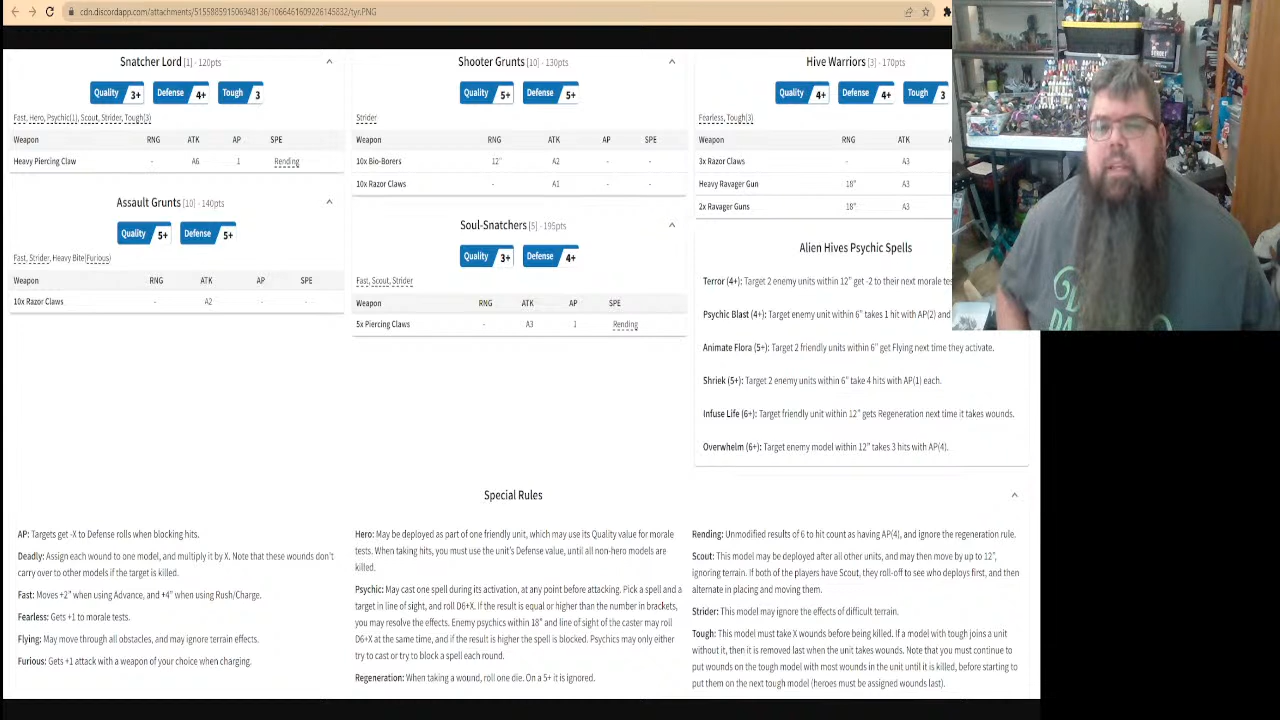 cdn.discordapp.com/attachments/515588591506948136/1066461609226145832/tyr.PNG
Snatcher Lord [1] - 120pts
Quality 3+ Defense 4+ Tough 3
Fast, Hero, Psychic(1), Scout, Strider, Tough(3)
Weapon RNG ATK AP SPE
Heavy Piercing Claw - A6 1 Rending
Assault Grunts [10] - 140pts
Quality 5+ Defense 5+
Fast, Strider, Heavy Bite(Furious)
Weapon RNG ATK AP SPE
10x Razor Claws - A2 - -
Shooter Grunts [10] - 130pts
Quality 5+ Defense 5+
Strider
Weapon RNG ATK AP SPE
10x Bio-Borers 12" A2 - -
10x Razor Claws - A1 - -
Soul-Snatchers [5] - 195pts
Quality 3+ Defense 4+
Fast, Scout, Strider
Weapon RNG ATK AP SPE
5x Piercing Claws - A3 1 Rending
Hive Warriors [3] - 170pts
Quality 4+ Defense 4+ Tough 3
Fearless, Tough(3)
Weapon RNG ATK
3x Razor Claws - A3
Heavy Ravager Gun 18" A3
2x Ravager Guns 18" A3
Alien Hives Psychic Spells
Terror (4+): Target 2 enemy units within 12" get -2 to their next morale
Psychic Blast (4+): Target enemy unit within 6" takes 1 hit with AP(2) and
Animate Flora (5+): Target 2 friendly units within 6" get Flying next time they activate.
Shriek (5+): Target 2 enemy units within 6" take 4 hits with AP(1) each.
Infuse Life (6+): Target friendly unit within 12" gets Regeneration next time it takes wounds.
Overwhelm (6+): Target enemy model within 12" takes 3 hits with AP(4).
Special Rules
AP: Targets get -X to Defense rolls when blocking hits.
Deadly: Assign each wound to one model, and multiply it by X. Note that these wounds don't
carry over to other models if the target is killed.
Fast: Moves +2" when using Advance, and +4" when using Rush/Charge.
Fearless: Gets +1 to morale tests.
Flying: May move through all obstacles, and may ignore terrain effects.
Furious: Gets +1 attack with a weapon of your choice when charging.
Hero: May be deployed as part of one friendly unit, which may use its Quality value for morale
tests. When taking hits, you must use the unit's Defense value, until all non-hero models are
killed.
Psychic: May cast one spell during its activation, at any point before attacking. Pick a spell and a
target in line of sight, and roll D6+X. If the result is equal or higher than the number in brackets,
you may resolve the effects. Enemy psychics within 18" and line of sight of the caster may roll
D6+X at the same time, and if the result is higher the spell is blocked. Psychics may only either
try to cast or try to block a spell each round.
Regeneration: When taking a wound, roll one die. On a 5+ it is ignored.
Rending: Unmodified results of 6 to hit count as having AP(4), and ignore the regeneration rule.
Scout: This model may be deployed after all other units, and may then move by up to 12",
ignoring terrain. If both of the players have Scout, they roll-off to see who deploys first, and then
alternate in placing and moving them.
Strider: This model may ignore the effects of difficult terrain.
Tough: This model must take X wounds before being killed. If a model with tough joins a unit
without it, then it is removed last when the unit takes wounds. Note that you must continue to
put wounds on the tough model with most wounds in the unit until it is killed, before starting to
put them on the next tough model (heroes must be assigned wounds last).